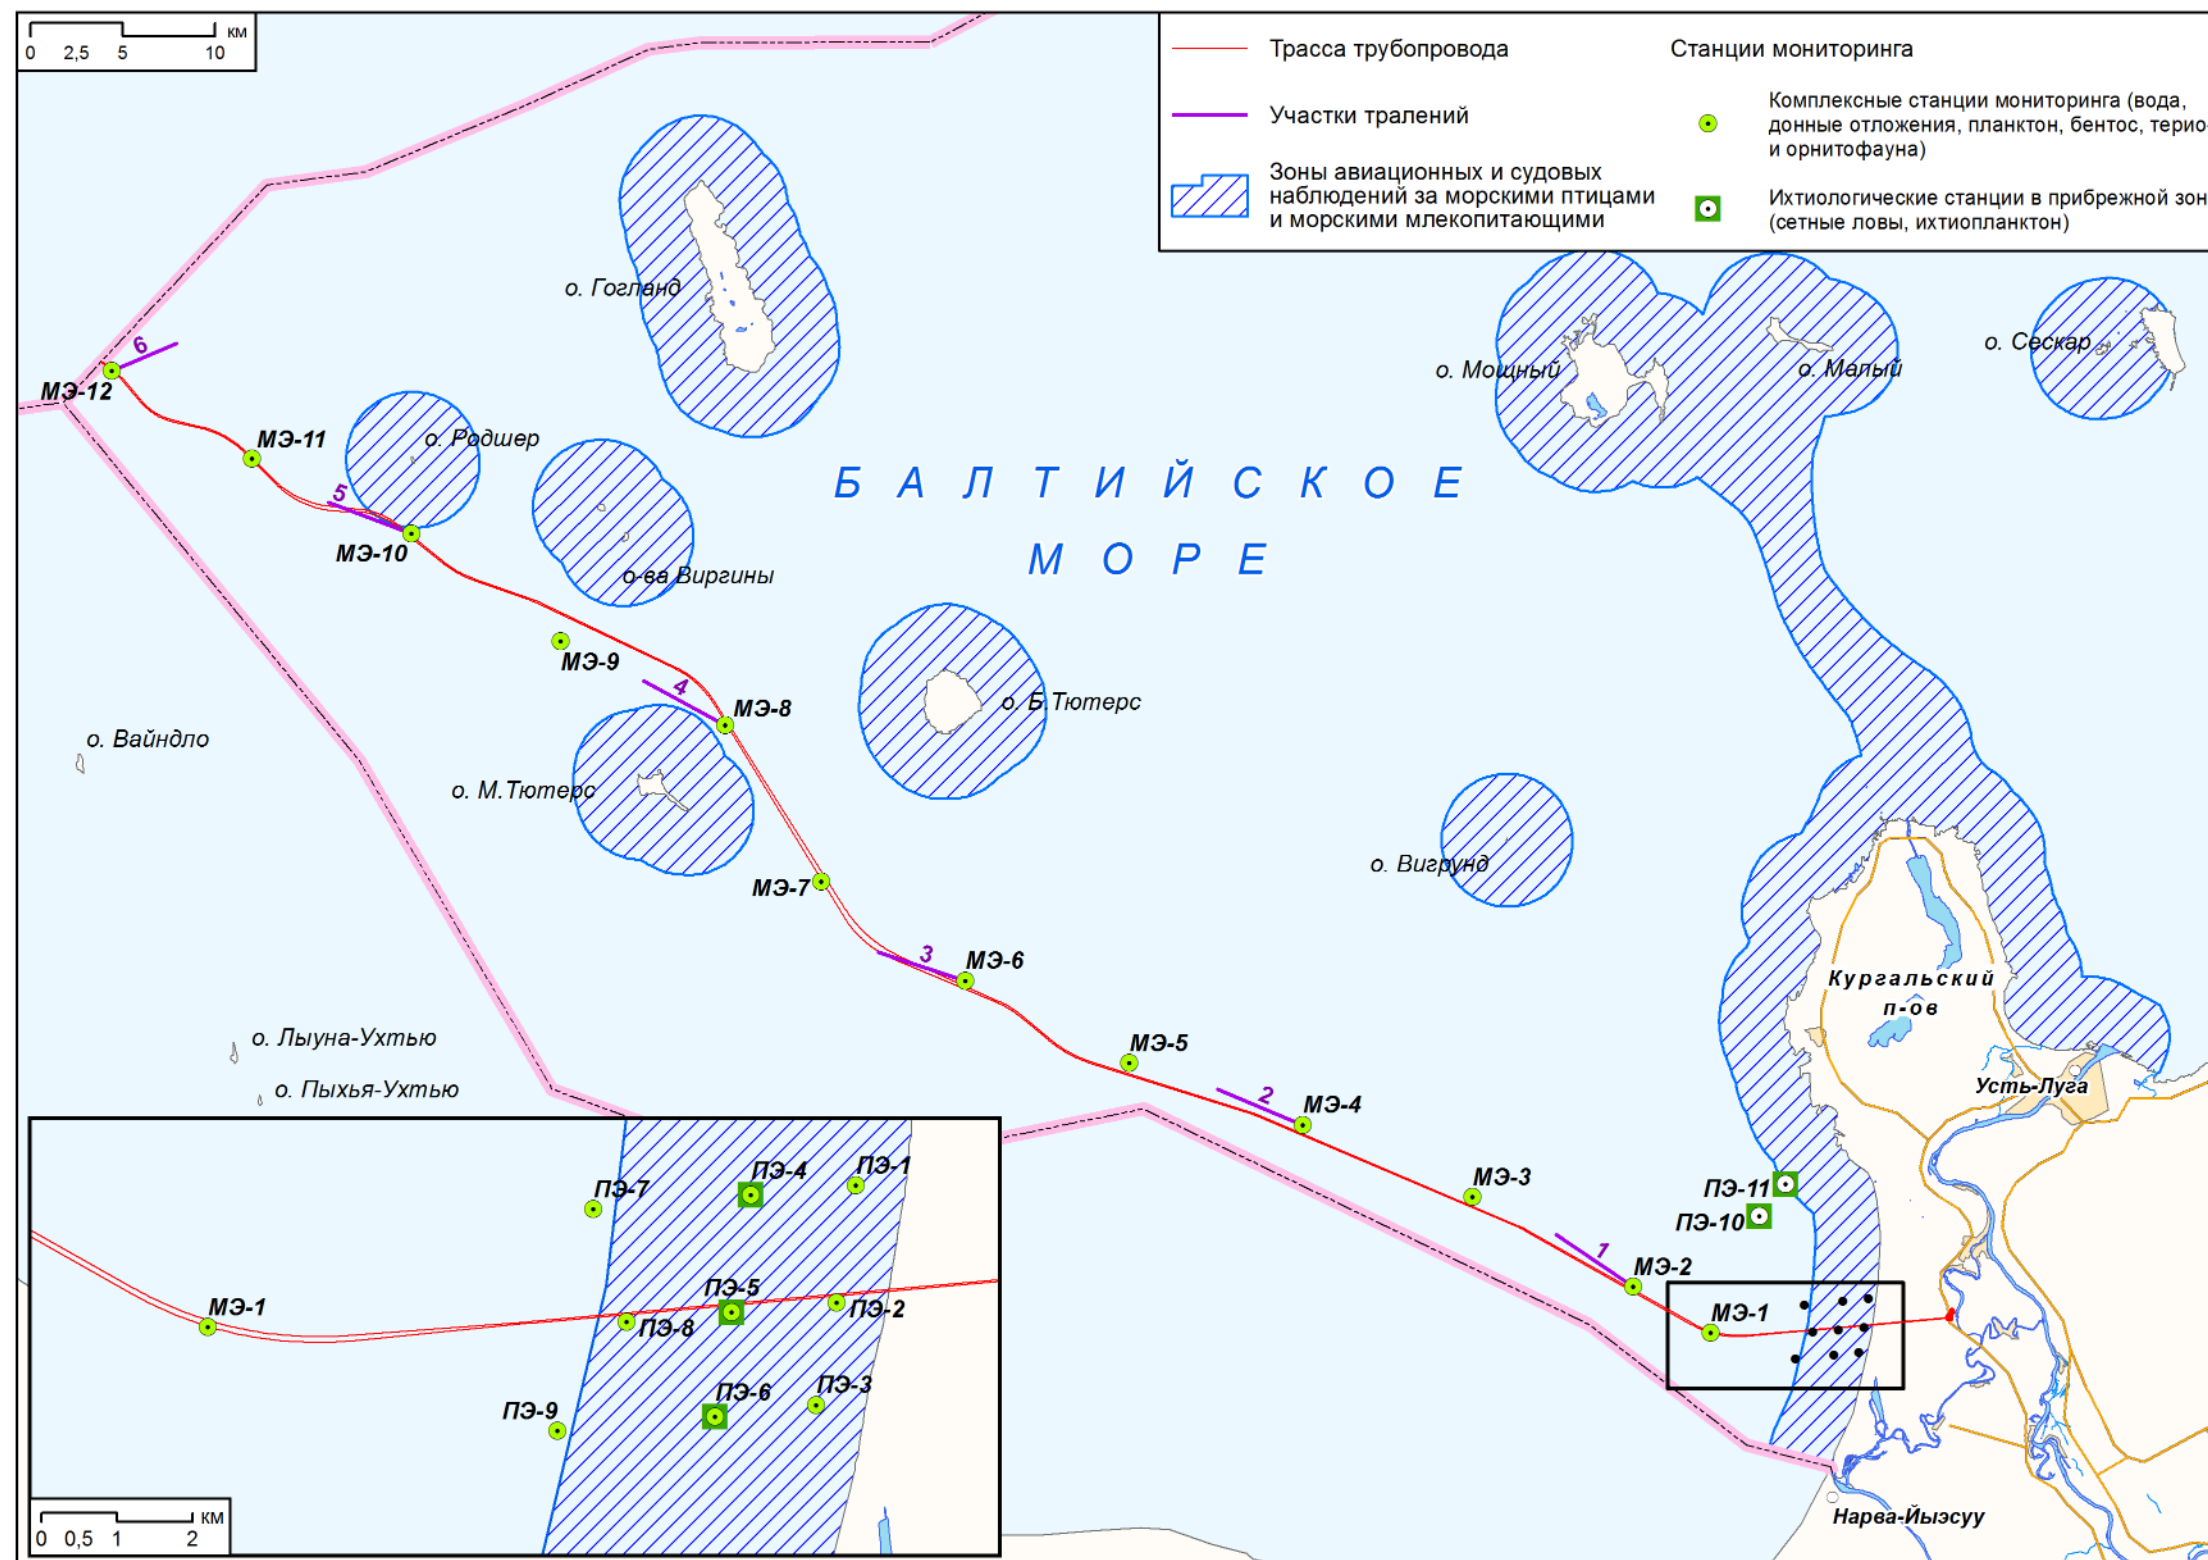 км
0 2,5 5 10
Трасса трубопровода
Участки тралений
Зоны авиационных и судовых
наблюдений за морскими птицами
и морскими млекопитающими
Станции мониторинга
Комплексные станции мониторинга (вода,
донные отложения, планктон, бентос, терио-
и орнитофауна)
Ихтиологические станции в прибрежной зон
(сетные ловы, ихтиопланктон)
о. Гогланд
о. Мощный
о. Малый
о. Сескар
6
МЭ-12
МЭ-11
о. Родшер
5
МЭ-10
о-ва Виргины
БАЛТИЙСКОЕ
МОРЕ
МЭ-9
4
МЭ-8
о. Б.Тютерс
о. Вайндло
о. М.Тютерс
МЭ-7
о. Вигрунд
3
МЭ-6
Кургальский
п-ов
о. Лыуна-Ухтью
о. Пыхья-Ухтью
МЭ-5
2
МЭ-4
Усть-Луга
МЭ-3
ПЭ-11
ПЭ-10
1
МЭ-2
МЭ-1
Нарва-Йыэсуу
ПЭ-7
ПЭ-4
ПЭ-1
МЭ-1
ПЭ-5
ПЭ-8
ПЭ-2
ПЭ-9
ПЭ-6
ПЭ-3
км
0 0,5 1 2